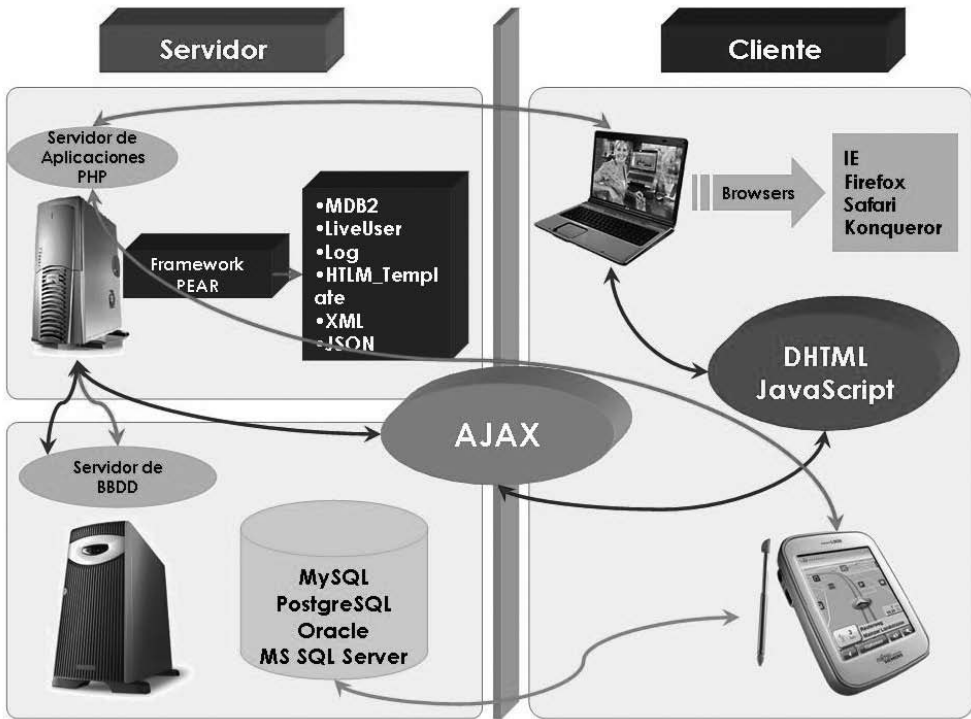 Servidor
Cliente
Servidor de
Aplicaciones
PHP
Framework
PEAR
•MDB2
•LiveUser
•Log
•HTLM_Templ
ate
•XML
•JSON
Browsers
IE
Firefox
Safari
Konqueror
DHTML
JavaScript
AJAX
Servidor de
BBDD
MySQL
PostgreSQL
Oracle
MS SQL Server